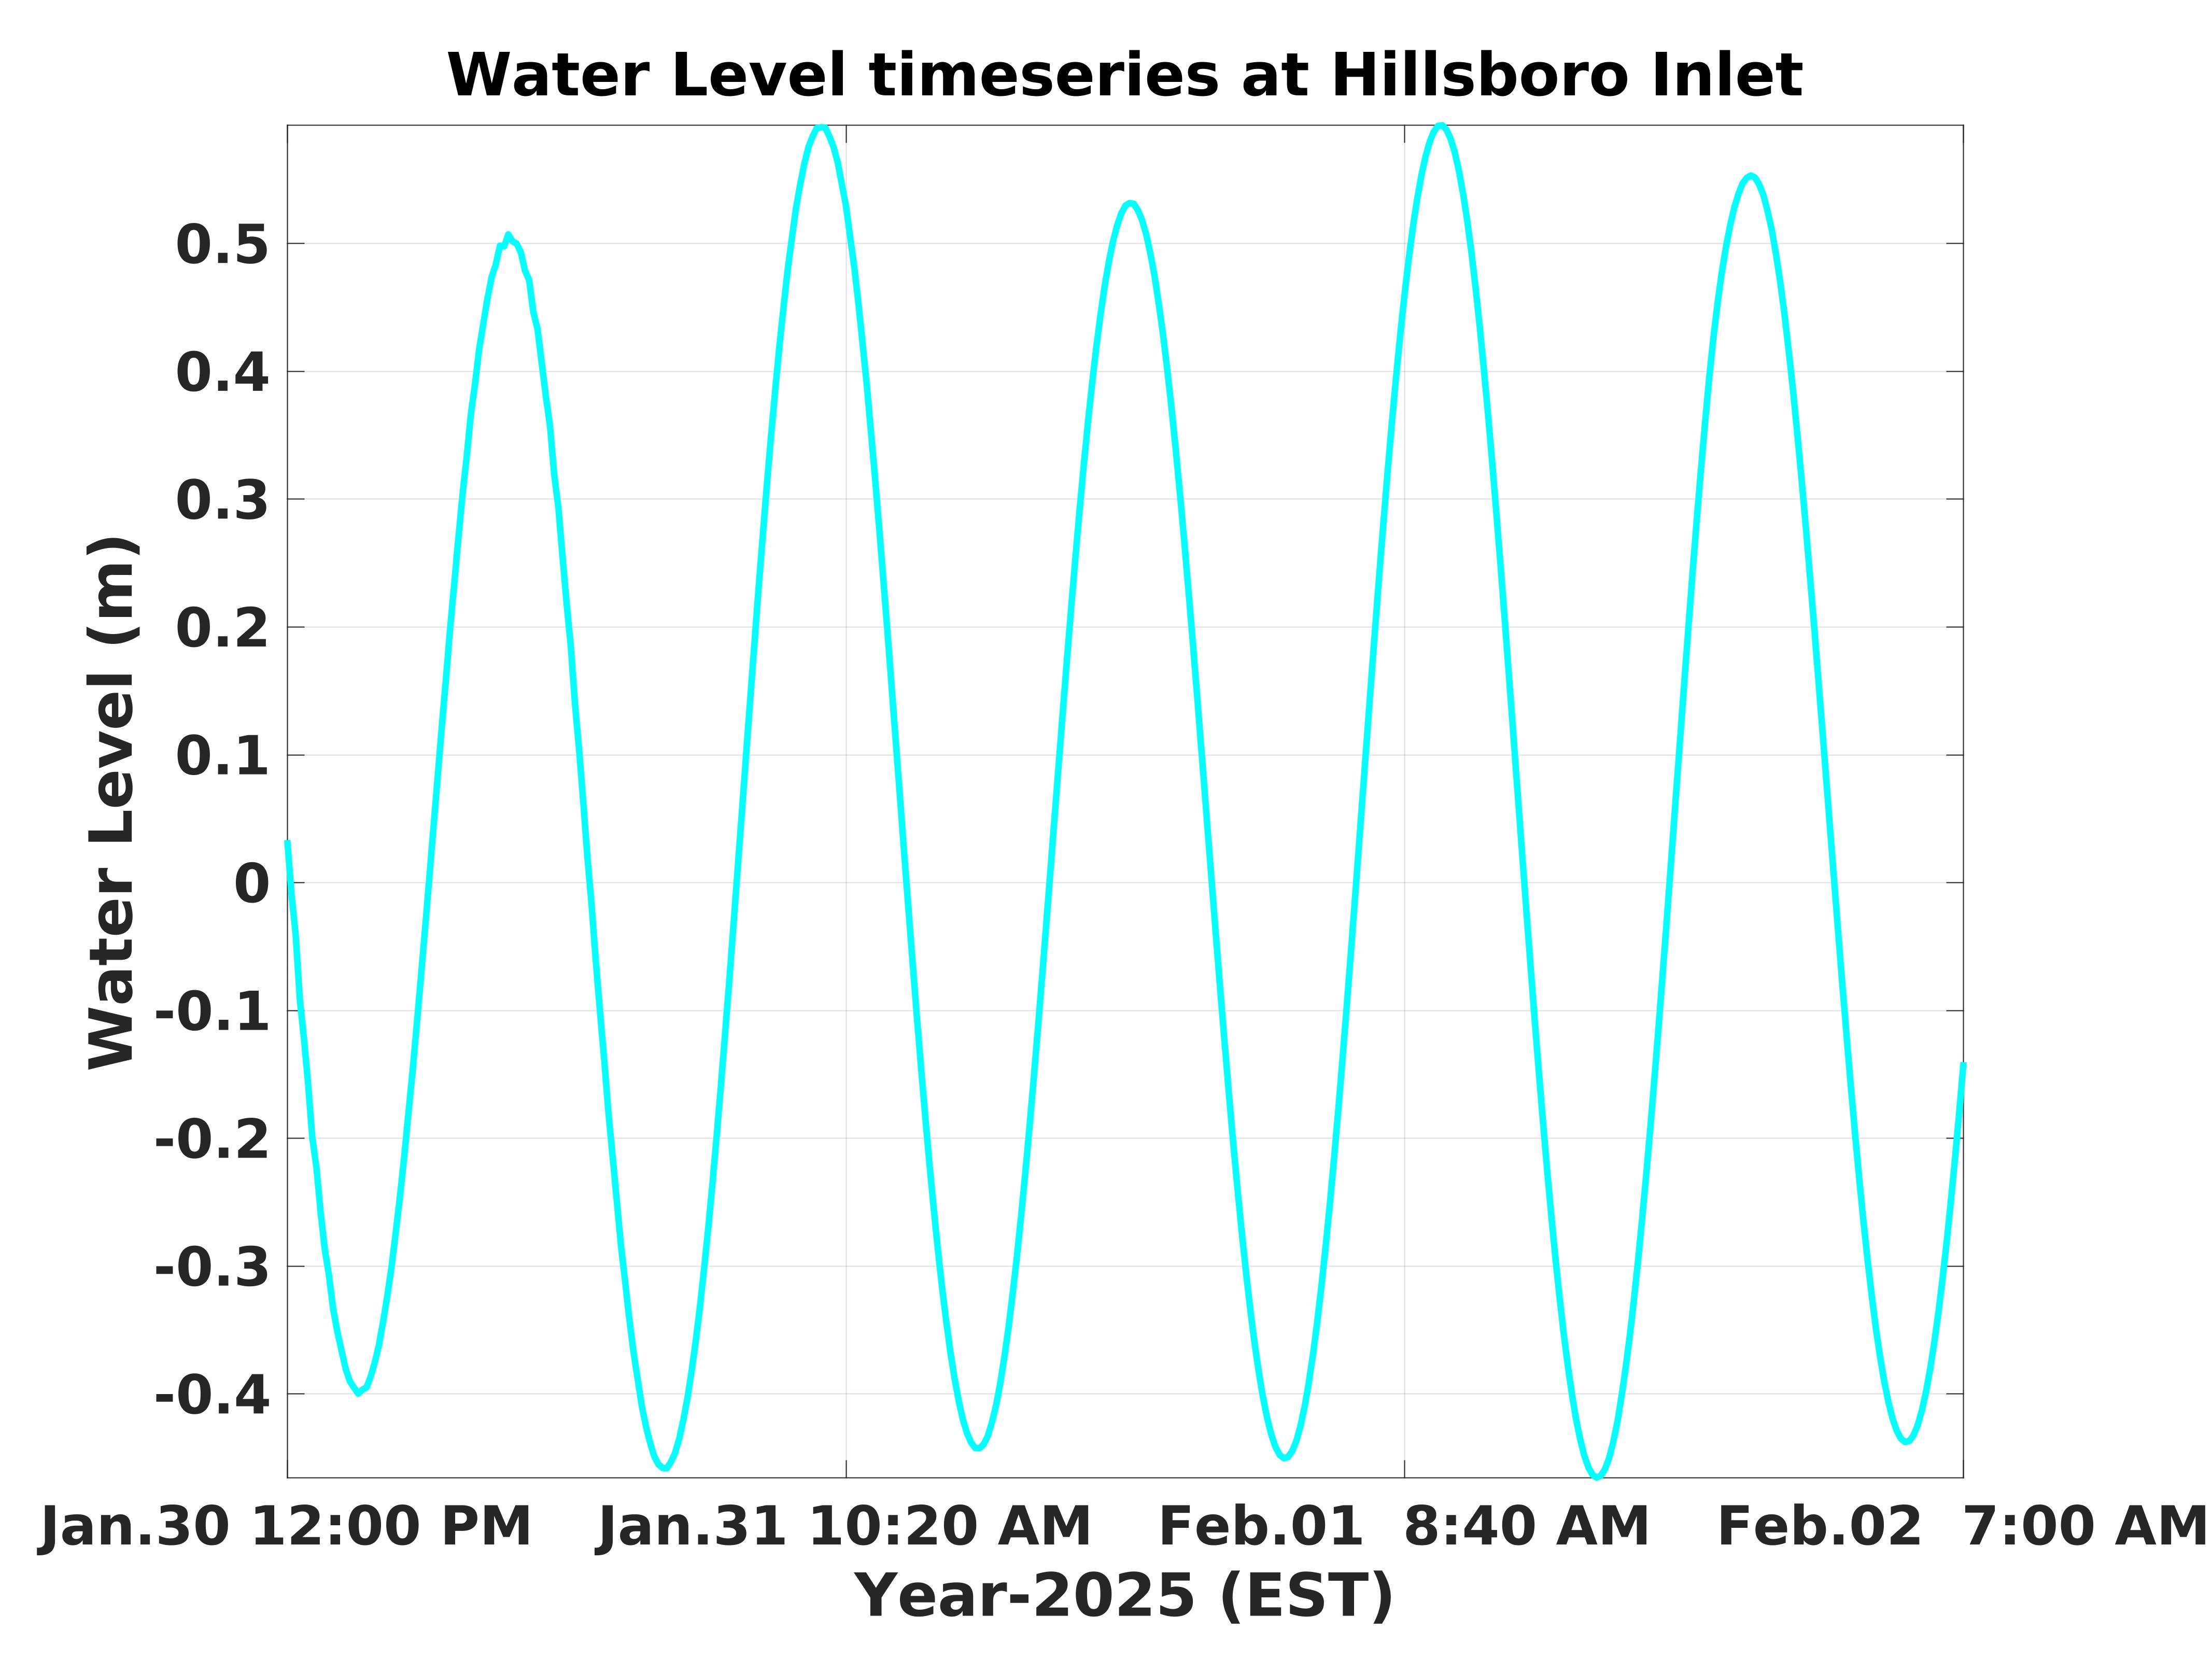 Water Level timeseries at Hillsboro Inlet
Water Level (m)
0.5
0.4
0.3
0.2
0.1
0
-0.1
-0.2
-0.3
-0.4
Jan.30 12:00 PM Jan.31 10:20 AM Feb.01 8:40 AM Feb.02 7:00 AM
Year-2025 (EST)